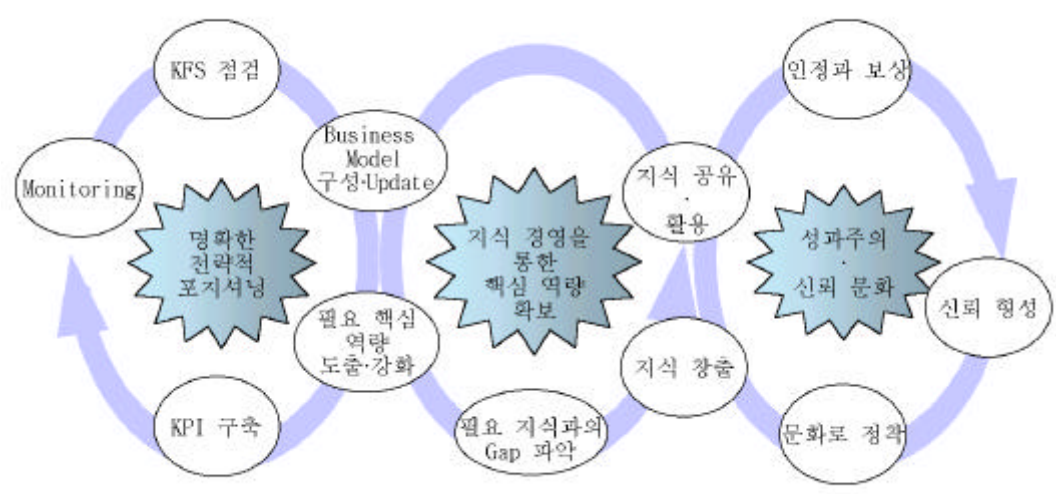 KFS 점검
Business
Model
구성·Update
Monitoring
명확한
전략적
포지셔닝
필요 핵심
역량
도출·강화
KPI 구축
지식 경영을
통한
핵심 역량
확보
필요 지식과의
Gap 파악
지식 공유
·
활용
지식 창출
인정과 보상
성과주의
·
신뢰 문화
신뢰 형성
문화로 정착